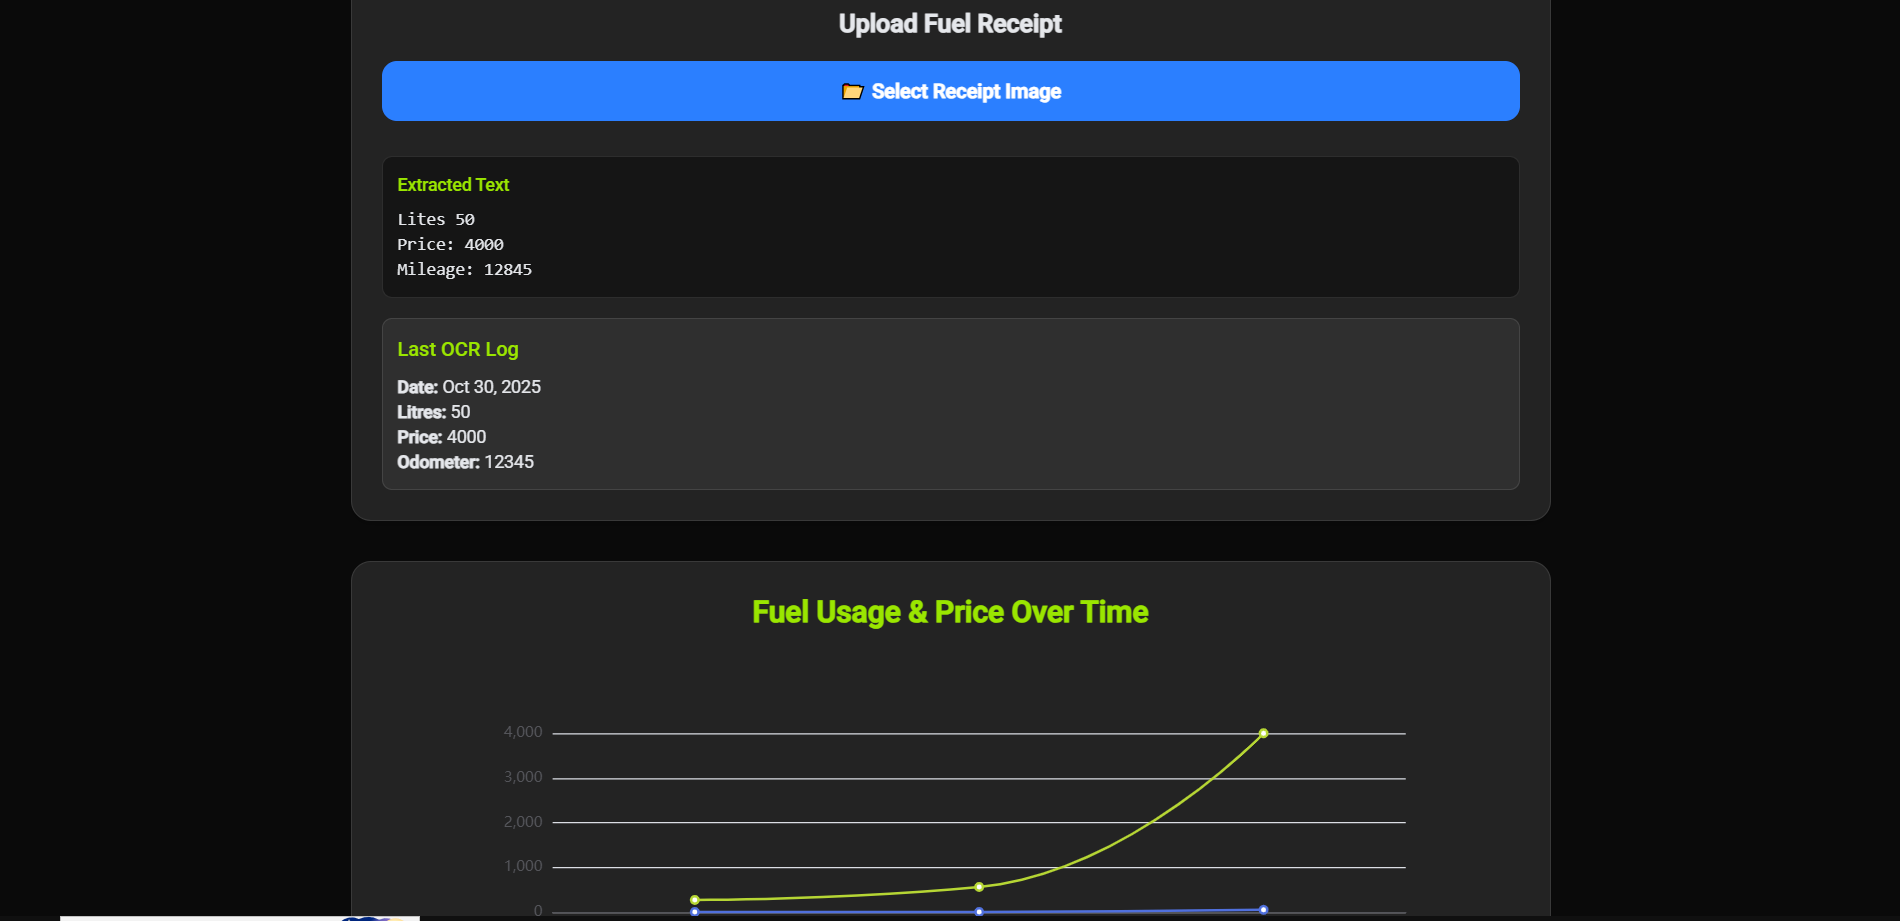 Upload Fuel Receipt
Select Receipt Image
Extracted Text
Lites 50
Price: 4000
Mileage: 12845
Last OCR Log
Date: Oct 30, 2025
Litres: 50
Price: 4000
Odometer: 12345
Fuel Usage & Price Over Time
4,000
3,000
2,000
1,000
0